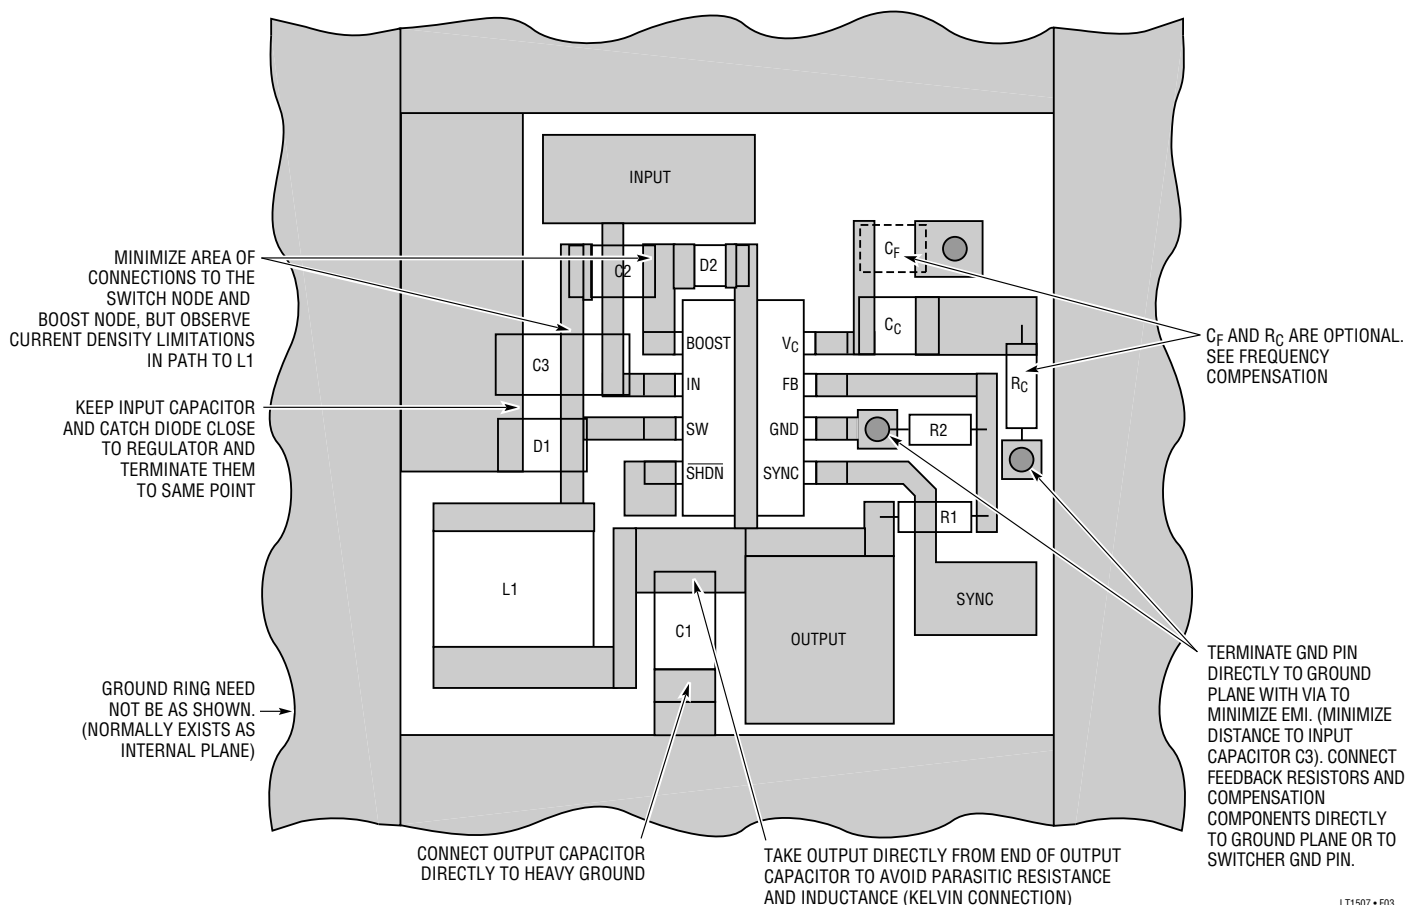 INPUT
MINIMIZE AREA OF
CONNECTIONS TO THE
SWITCH NODE AND
BOOST NODE, BUT OBSERVE
CURRENT DENSITY LIMITATIONS
IN PATH TO L1
C2
D2
CF
CC
BOOST
VC
CF AND RC ARE OPTIONAL.
SEE FREQUENCY
COMPENSATION
C3
IN
FB
RC
KEEP INPUT CAPACITOR
AND CATCH DIODE CLOSE
TO REGULATOR AND
TERMINATE THEM
TO SAME POINT
D1
SW
GND
R2
SHDN
SYNC
R1
L1
C1
OUTPUT
SYNC
GROUND RING NEED
NOT BE AS SHOWN.
(NORMALLY EXISTS AS
INTERNAL PLANE)
TERMINATE GND PIN
DIRECTLY TO GROUND
PLANE WITH VIA TO
MINIMIZE EMI. (MINIMIZE
DISTANCE TO INPUT
CAPACITOR C3). CONNECT
FEEDBACK RESISTORS AND
COMPENSATION
COMPONENTS DIRECTLY
TO GROUND PLANE OR TO
SWITCHER GND PIN.
CONNECT OUTPUT CAPACITOR
DIRECTLY TO HEAVY GROUND
TAKE OUTPUT DIRECTLY FROM END OF OUTPUT
CAPACITOR TO AVOID PARASITIC RESISTANCE
AND INDUCTANCE (KELVIN CONNECTION)
LT1507 • F03